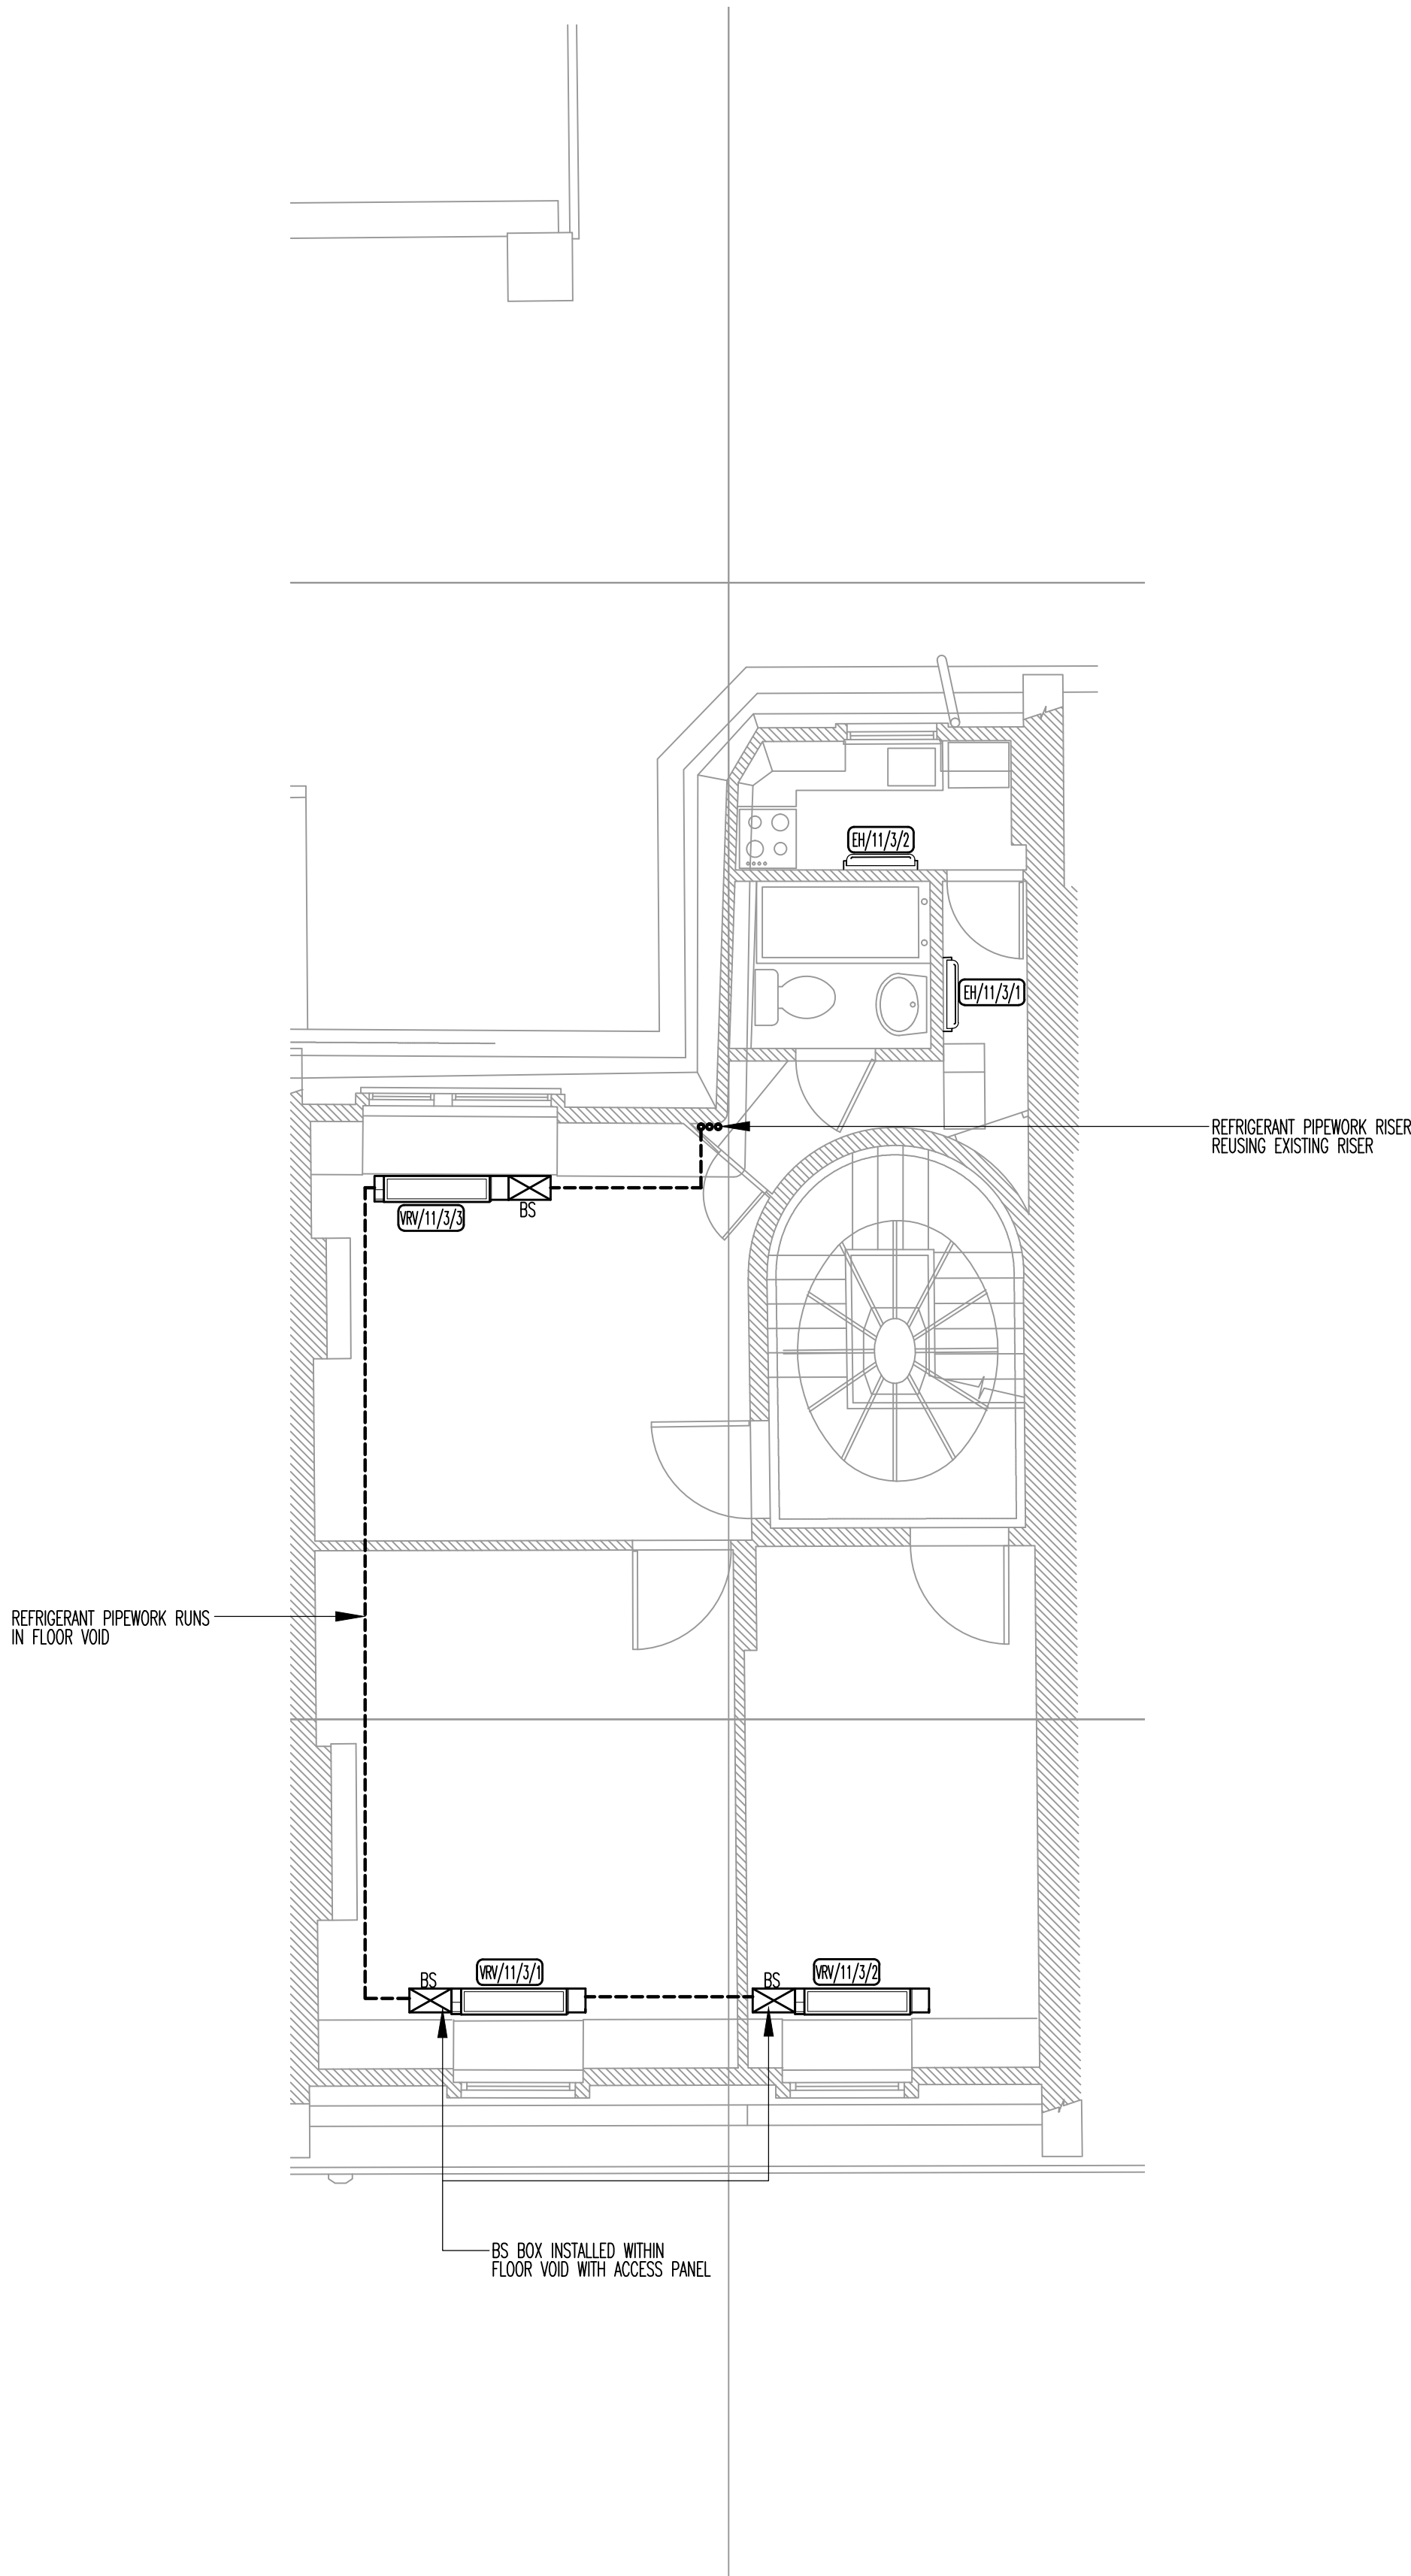 EH/11/3/2
EH/11/3/1
REFRIGERANT PIPEWORK RISER
REUSING EXISTING RISER
VRV/11/3/3
BS
REFRIGERANT PIPEWORK RUNS
IN FLOOR VOID
BS
VRV/11/3/1
BS
VRV/11/3/2
BS BOX INSTALLED WITHIN
FLOOR VOID WITH ACCESS PANEL